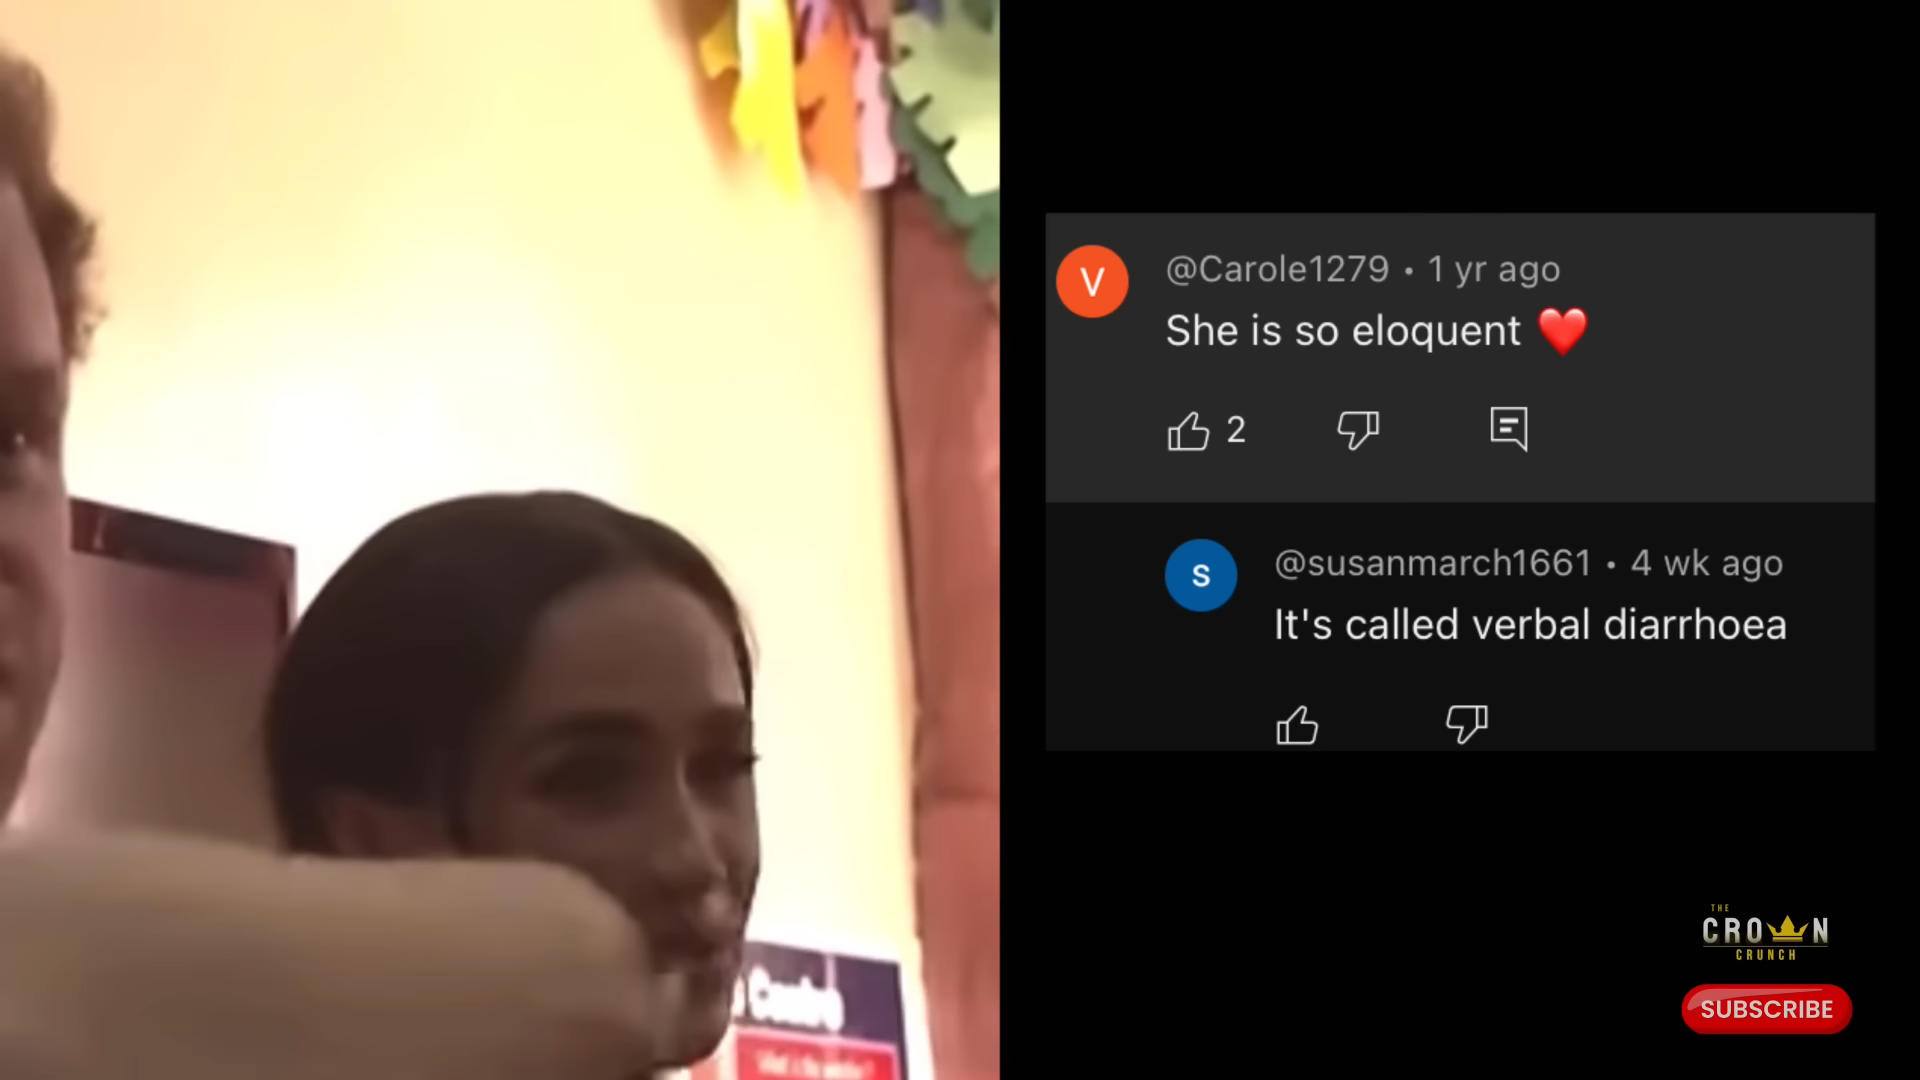 V
@Carole1279 • 1 yr ago
She is so eloquent ❤️
2
S
@susanmarch1661 • 4 wk ago
It's called verbal diarrhoea
THE
CROWN
CRUNCH
SUBSCRIBE